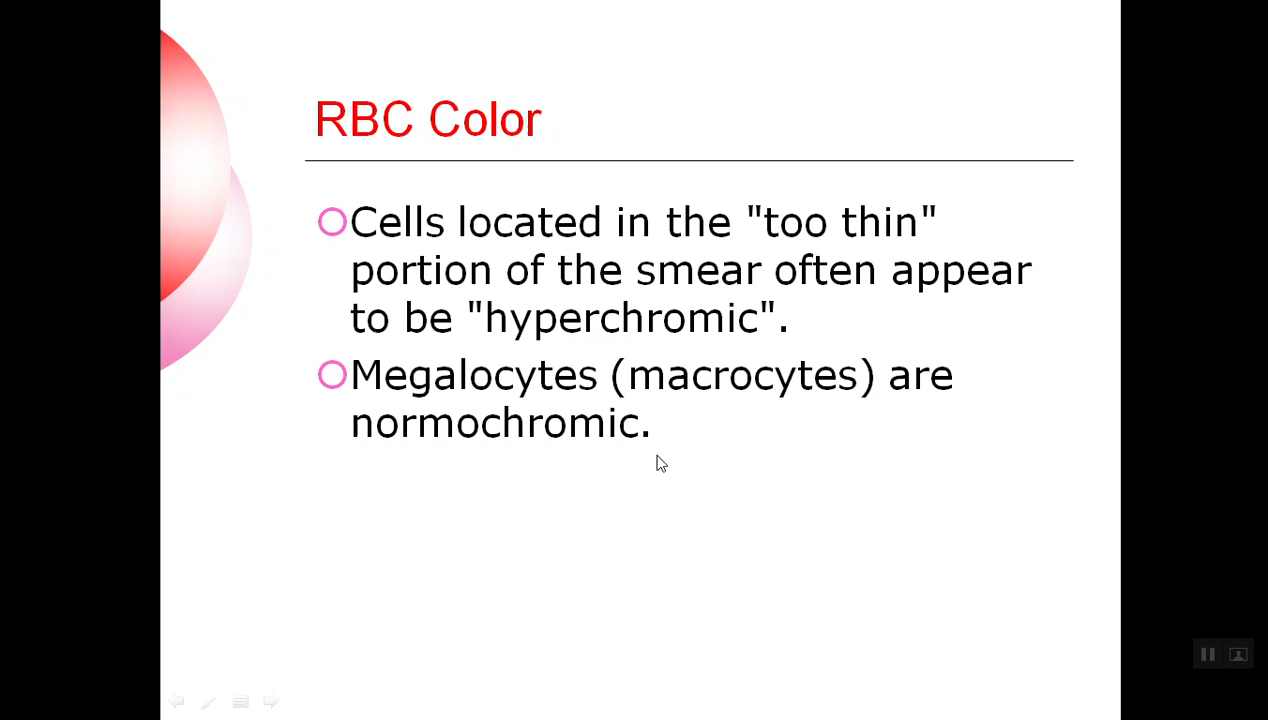 RBC Color
Cells located in the "too thin"
portion of the smear often appear
to be "hyperchromic".
Megalocytes (macrocytes) are
normochromic.